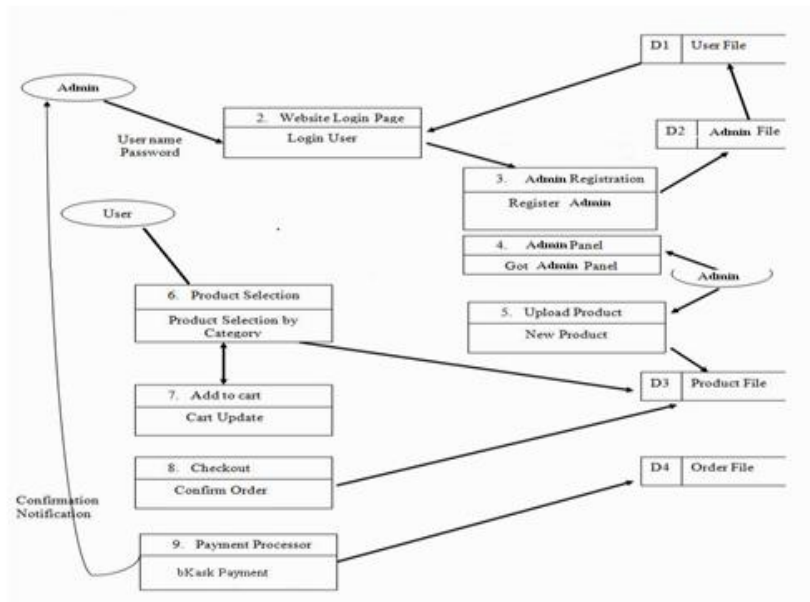 D1 User File
Admin
2. Website Login Page
Login User
User name
Password
D2 Admin File
3. Admin Registration
Register Admin
User
4. Admin Panel
Got Admin Panel
Admin
6. Product Selection
Product Selection by
Category
5. Upload Product
New Product
D3 Product File
7. Add to cart
Cart Update
8. Checkout
Confirm Order
D4 Order File
Confirmation
Notification
9. Payment Processor
bKask Payment